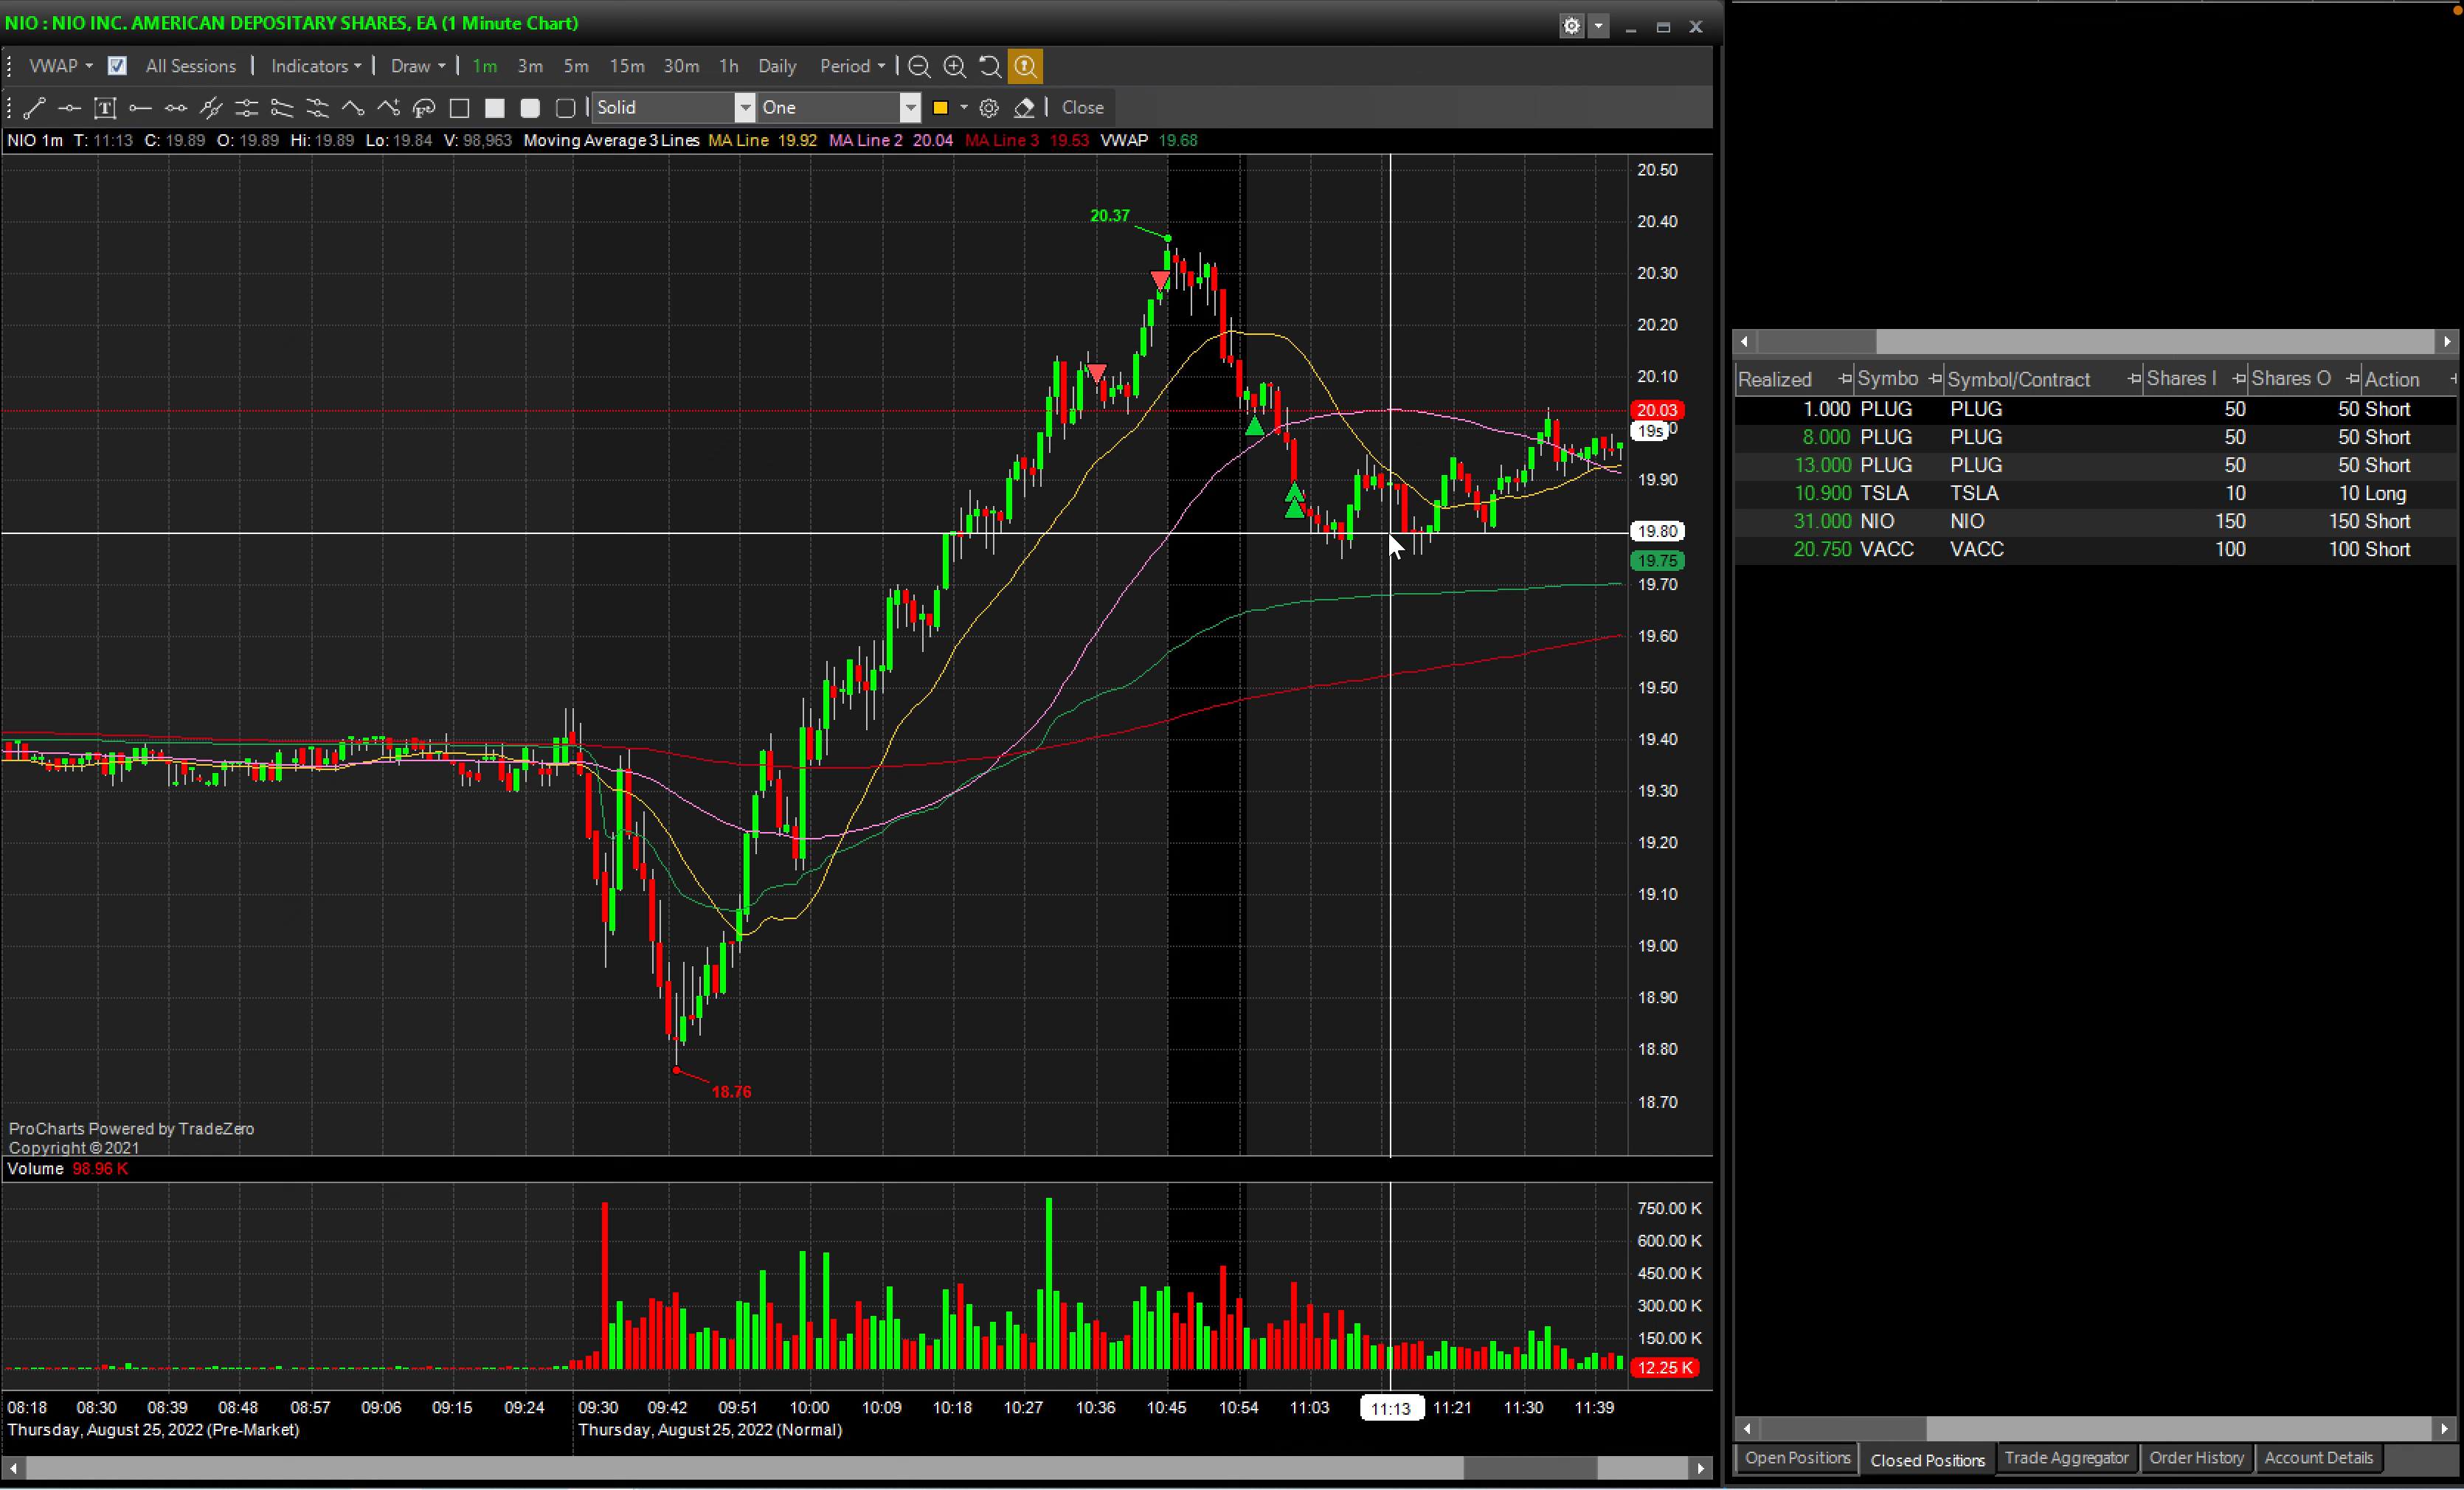 NIO : NIO INC. AMERICAN DEPOSITARY SHARES, EA (1 Minute Chart)
VWAP All Sessions Indicators Draw 1m 3m 5m 15m 30m 1h Daily Period
Solid One Close
NIO 1m T: 11:13 C: 19.89 O: 19.89 Hi: 19.89 Lo: 19.84 V: 98,963 Moving Average 3 Lines MA Line 19.92 MA Line 2 20.04 MA Line 3 19.53 VWAP 19.68
20.50
20.37
20.40
20.30
20.20
20.10
20.03
19s
19.90
19.80
19.75
19.70
19.60
19.50
19.40
19.30
19.20
19.10
19.00
18.90
18.80
18.76
18.70
ProCharts Powered by TradeZero
Copyright © 2021
Volume 98.96 K
750.00 K
600.00 K
450.00 K
300.00 K
150.00 K
12.25 K
08:18 08:30 08:39 08:48 08:57 09:06 09:15 09:24 09:30 09:42 09:51 10:00 10:09 10:18 10:27 10:36 10:45 10:54 11:03 11:13 11:21 11:30 11:39
Thursday, August 25, 2022 (Pre-Market) Thursday, August 25, 2022 (Normal)
Realized Symbo Symbol/Contract Shares I Shares O Action
1.000 PLUG PLUG 50 50 Short
8.000 PLUG PLUG 50 50 Short
13.000 PLUG PLUG 50 50 Short
10.900 TSLA TSLA 10 10 Long
31.000 NIO NIO 150 150 Short
20.750 VACC VACC 100 100 Short
Open Positions Closed Positions Trade Aggregator Order History Account Details